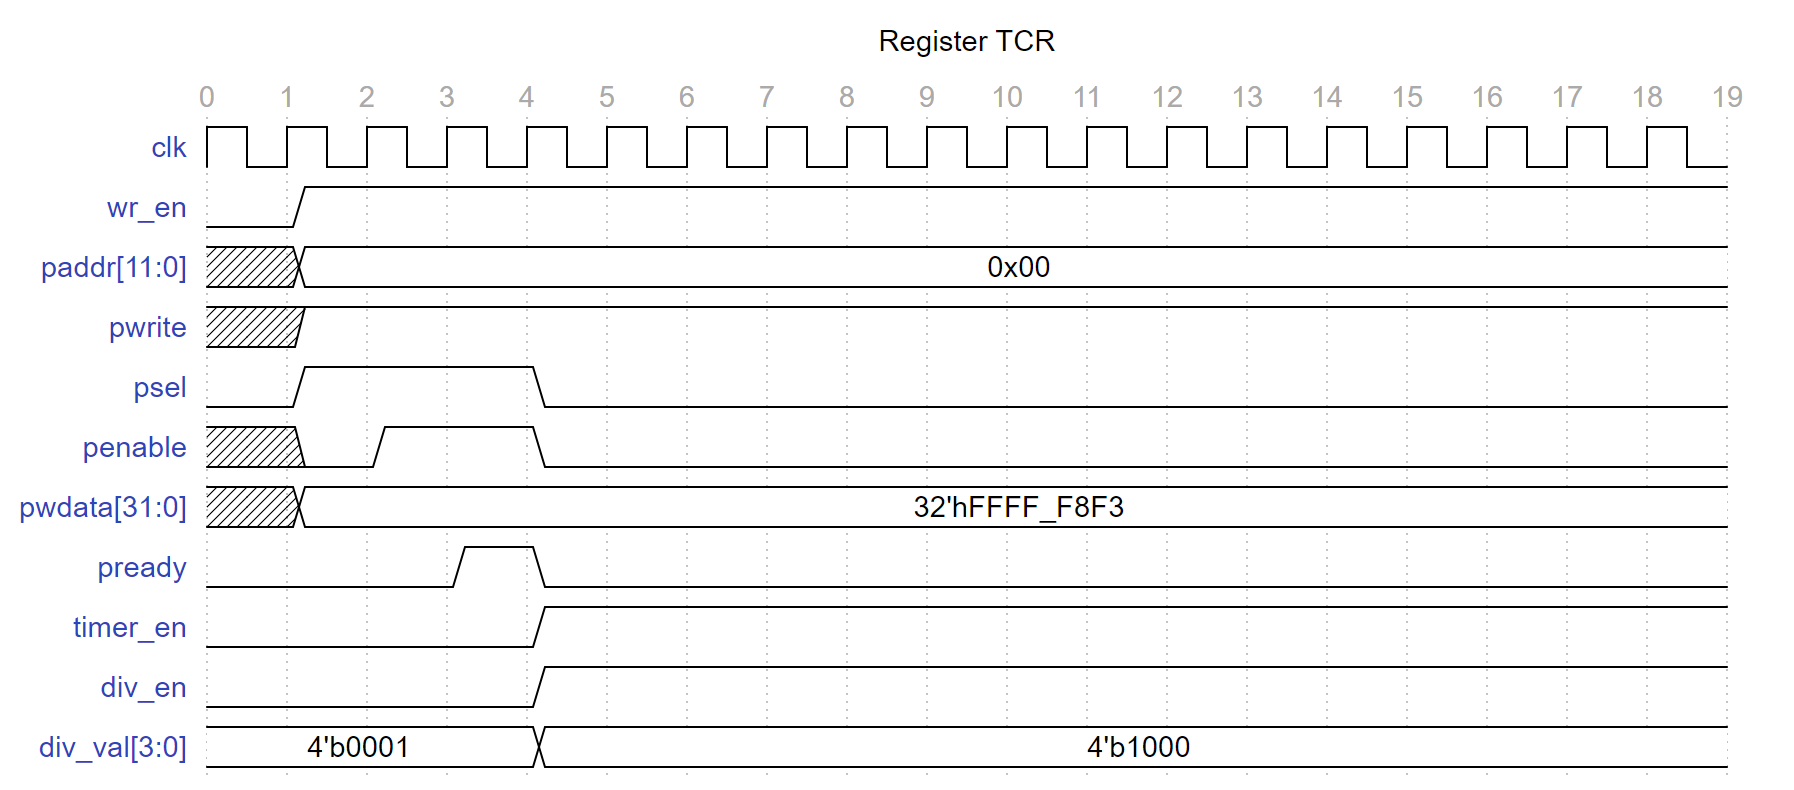 Register TCR
0 1 2 3 4 5 6 7 8 9 10 11 12 13 14 15 16 17 18 19
clk
wr_en
paddr[11:0] 0x00
pwrite
psel
penable
pwdata[31:0] 32'hFFFF_F8F3
pready
timer_en
div_en
div_val[3:0] 4'b0001 4'b1000